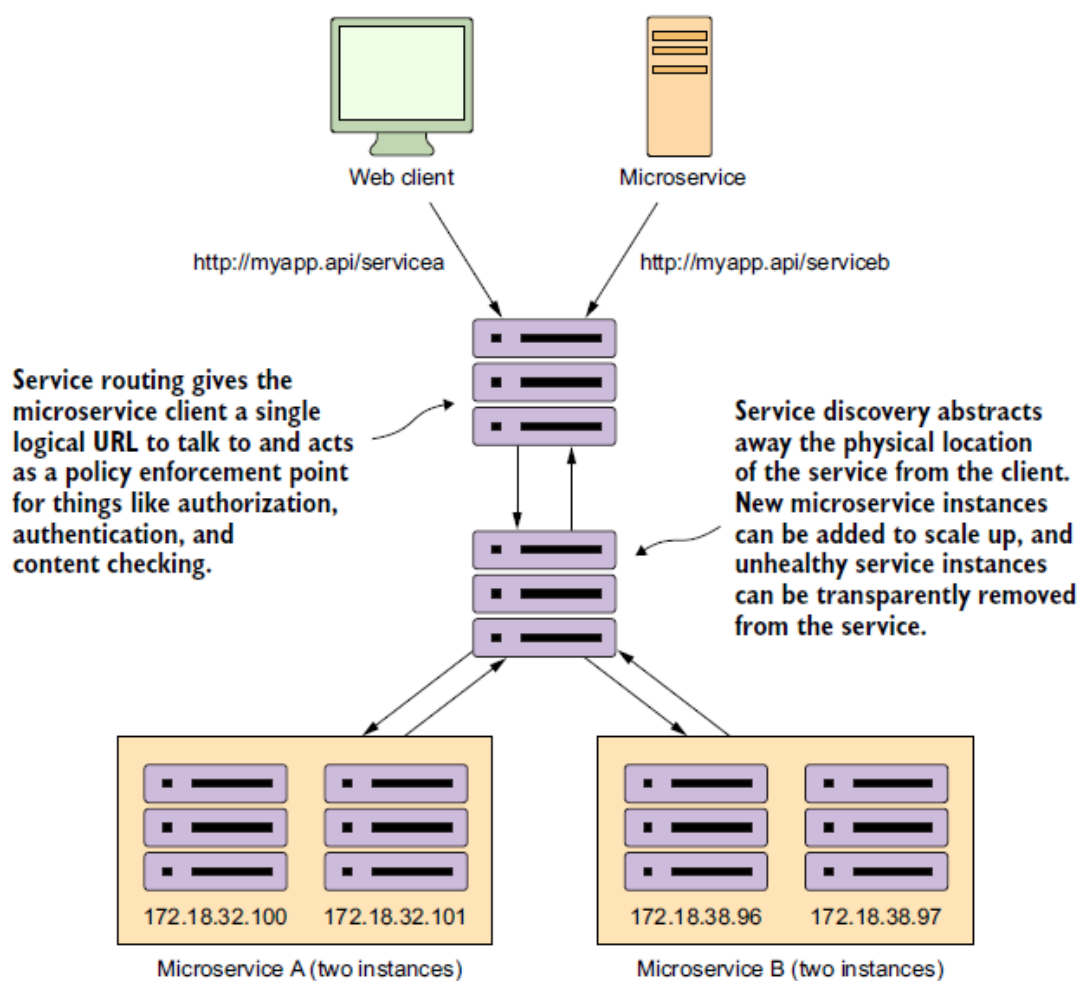 Web client
Microservice
http://myapp.api/servicea
http://myapp.api/serviceb
Service routing gives the
microservice client a single
logical URL to talk to and acts
as a policy enforcement point
for things like authorization,
authentication, and
content checking.
Service discovery abstracts
away the physical location
of the service from the client.
New microservice instances
can be added to scale up, and
unhealthy service instances
can be transparently removed
from the service.
172.18.32.100
172.18.32.101
172.18.38.96
172.18.38.97
Microservice A (two instances)
Microservice B (two instances)